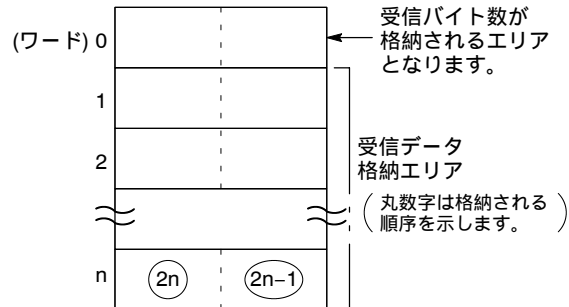 (ワード) 0
受信バイト数が
格納されるエリア
となります。
1
2
受信データ
格納エリア
(丸数字は格納される
順序を示します。)
n
2n
2n−1